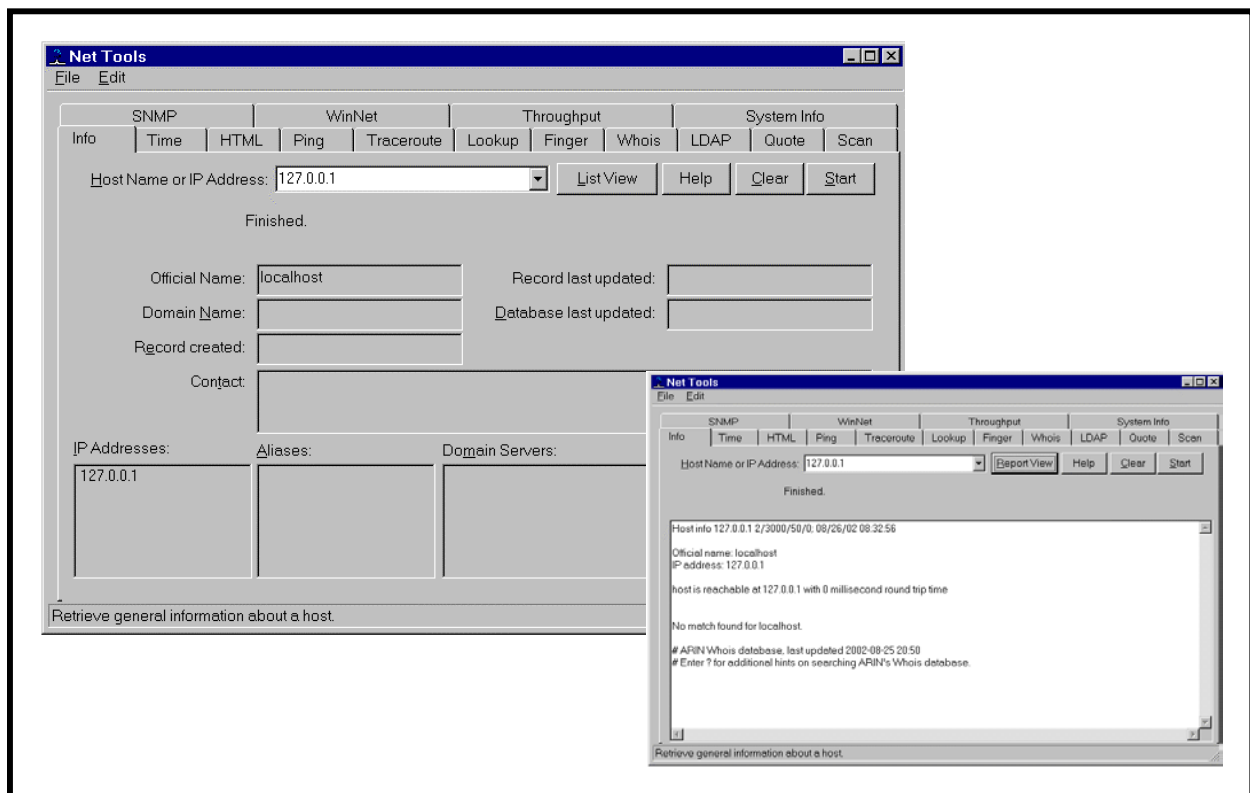 Net Tools
File Edit
SNMP WinNet Throughput System Info
Info Time HTML Ping Traceroute Lookup Finger Whois LDAP Quote Scan
Host Name or IP Address: 127.0.0.1 List View Help Clear Start
Finished.
Official Name: localhost Record last updated:
Domain Name: Database last updated:
Record created:
Contact:
IP Addresses: Aliases: Domain Servers:
127.0.0.1
Retrieve general information about a host.
Net Tools
File Edit
SNMP WinNet Throughput System Info
Info Time HTML Ping Traceroute Lookup Finger Whois LDAP Quote Scan
Host Name or IP Address: 127.0.0.1 Report View Help Clear Start
Finished.
Host info 127.0.0.1 2/3000/50/0; 08/26/02 08:32:56
Official name: localhost
IP address: 127.0.0.1
host is reachable at 127.0.0.1 with 0 millisecond round trip time
No match found for localhost.
# ARIN Whois database, last updated 2002-08-25 20:50
# Enter ? for additional hints on searching ARIN's Whois database.
Retrieve general information about a host.